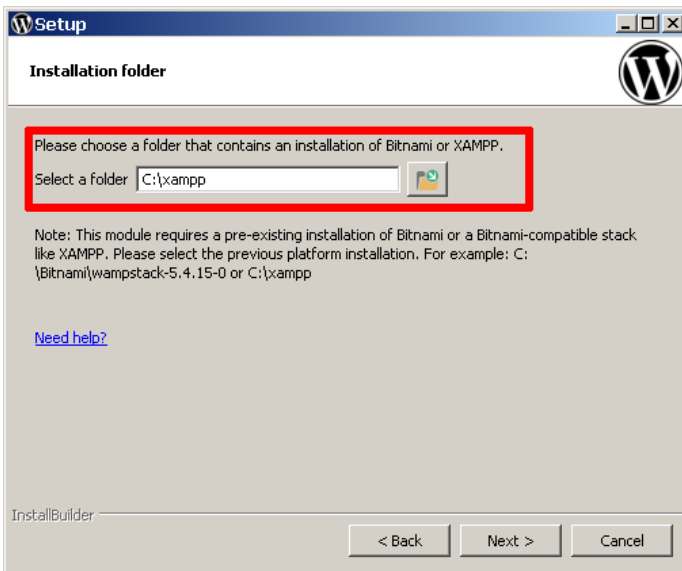 Setup
Installation folder
Please choose a folder that contains an installation of Bitnami or XAMPP.
Select a folder C:\xampp
Note: This module requires a pre-existing installation of Bitnami or a Bitnami-compatible stack
like XAMPP. Please select the previous platform installation. For example: C:
\Bitnami\wampstack-5.4.15-0 or C:\xampp
Need help?
InstallBuilder
< Back Next > Cancel